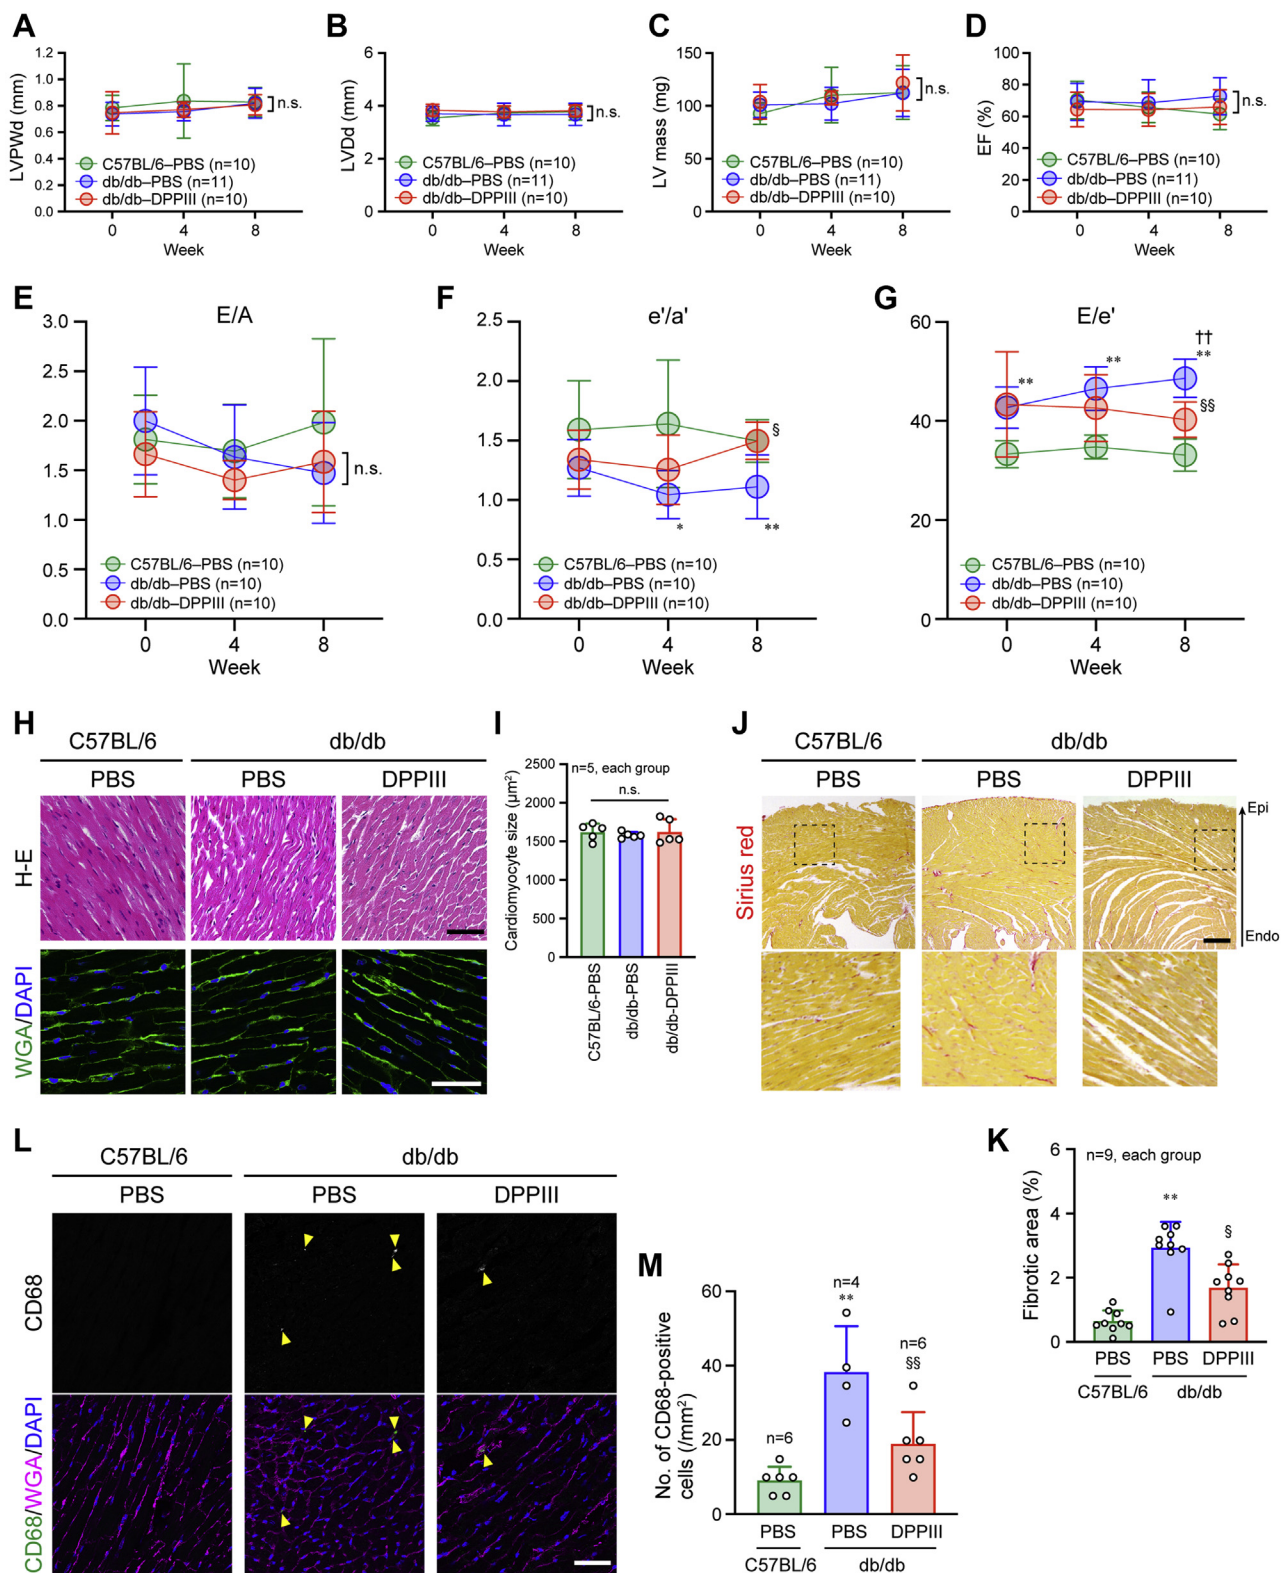 A
B
C
D
LVPWd (mm)
1.2
1.0
0.8
0.6
0.4
0.2
0.0
n.s.
C57BL/6–PBS (n=10)
db/db–PBS (n=11)
db/db–DPPIII (n=10)
0 4 8
Week
LVDd (mm)
6
4
2
0
n.s.
C57BL/6–PBS (n=10)
db/db–PBS (n=11)
db/db–DPPIII (n=10)
0 4 8
Week
LV mass (mg)
150
100
50
0
n.s.
C57BL/6–PBS (n=10)
db/db–PBS (n=11)
db/db–DPPIII (n=10)
0 4 8
Week
EF (%)
100
80
60
40
20
0
n.s.
C57BL/6–PBS (n=10)
db/db–PBS (n=11)
db/db–DPPIII (n=10)
0 4 8
Week
E
E/A
3.0
2.5
2.0
1.5
1.0
0.5
0.0
n.s.
C57BL/6–PBS (n=10)
db/db–PBS (n=10)
db/db–DPPIII (n=10)
0 4 8
Week
F
e'/a'
2.5
2.0
1.5
1.0
0.5
0.0
§
*
**
C57BL/6–PBS (n=10)
db/db–PBS (n=10)
db/db–DPPIII (n=10)
0 4 8
Week
G
E/e'
60
40
20
0
**
**
††
**
§§
C57BL/6–PBS (n=10)
db/db–PBS (n=10)
db/db–DPPIII (n=10)
0 4 8
Week
H
C57BL/6 db/db
PBS PBS DPPIII
H-E
WGA/DAPI
I
Cardiomyocyte size (μm²)
2500
2000
1500
1000
500
0
n=5, each group
n.s.
C57BL/6-PBS
db/db-PBS
db/db-DPPIII
J
C57BL/6 db/db
PBS PBS DPPIII
Sirius red
Epi
Endo
K
Fibrotic area (%)
6
4
2
0
n=9, each group
**
§
PBS PBS DPPIII
C57BL/6 db/db
L
C57BL/6 db/db
PBS PBS DPPIII
CD68
CD68/WGA/DAPI
M
No. of CD68-positive
cells (/mm²)
60
40
20
0
n=6
n=4
**
n=6
§§
PBS PBS DPPIII
C57BL/6 db/db